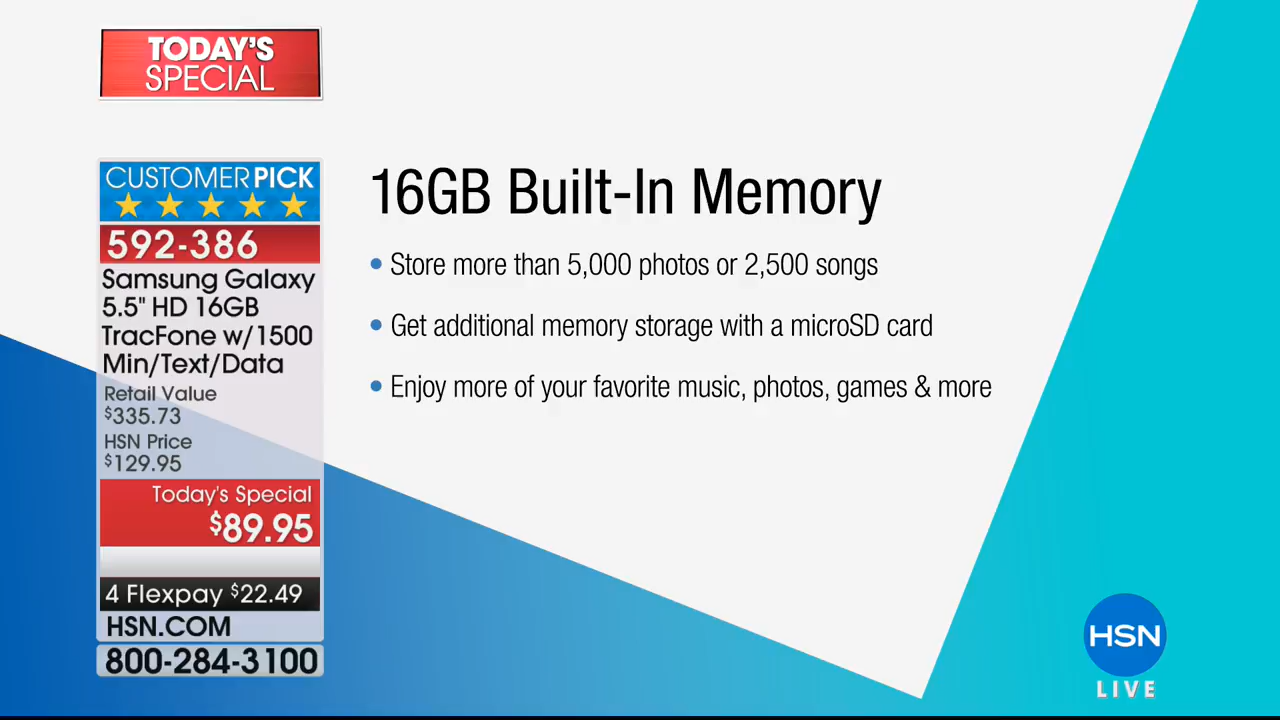 TODAY'S
SPECIAL
CUSTOMER PICK
592-386
Samsung Galaxy
5.5" HD 16GB
TracFone w/1500
Min/Text/Data
Retail Value
$335.73
HSN Price
$129.95
Today's Special
$89.95
4 Flexpay $22.49
HSN.COM
800-284-3100
16GB Built-In Memory
• Store more than 5,000 photos or 2,500 songs
• Get additional memory storage with a microSD card
• Enjoy more of your favorite music, photos, games & more
HSN
LIVE